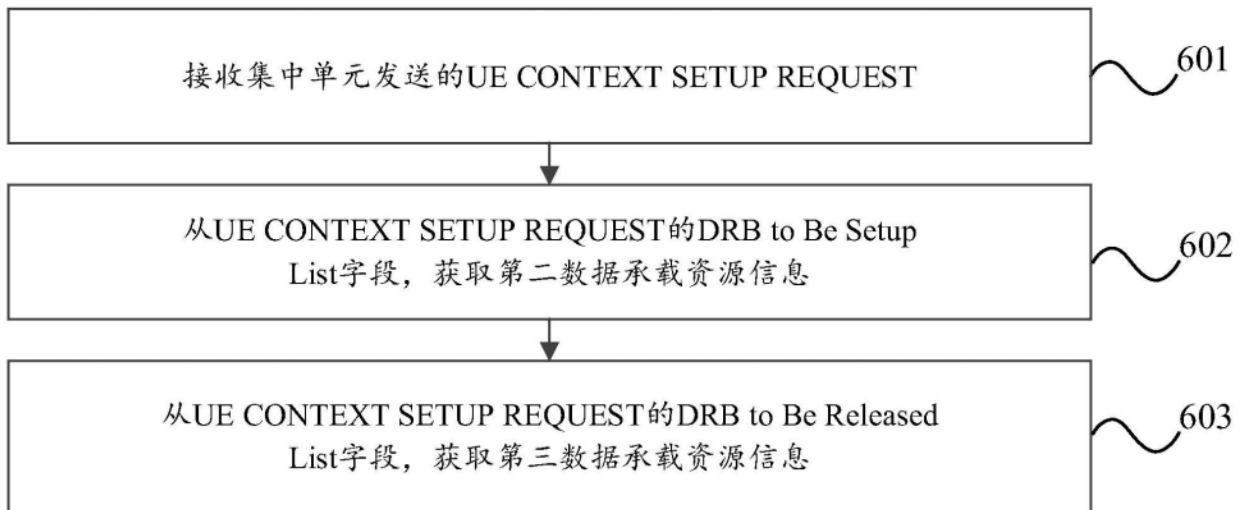 接收集中单元发送的UE CONTEXT SETUP REQUEST
601
从UE CONTEXT SETUP REQUEST的DRB to Be Setup
List字段，获取第二数据承载资源信息
602
从UE CONTEXT SETUP REQUEST的DRB to Be Released
List字段，获取第三数据承载资源信息
603